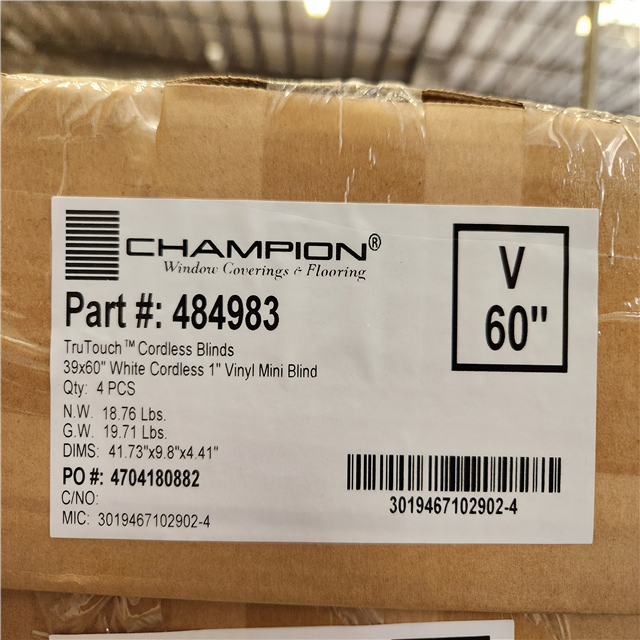 CHAMPION®
Window Coverings & Flooring
Part #: 484983
TruTouch™ Cordless Blinds
39x60" White Cordless 1" Vinyl Mini Blind
Qty: 4 PCS
N.W. 18.76 Lbs.
G.W. 19.71 Lbs.
DIMS: 41.73"x9.8"x4.41"
PO #: 4704180882
C/NO:
MIC: 3019467102902-4
V
60"
3019467102902-4